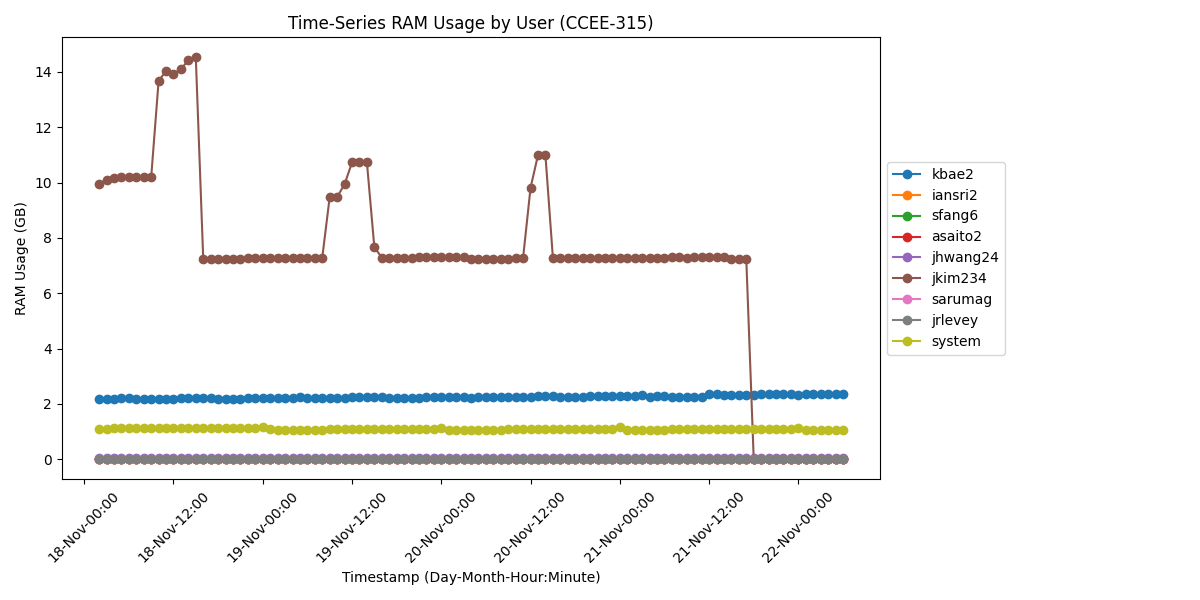 Time-Series RAM Usage by User (CCEE-315)
14
12
10
8
6
4
2
0
RAM Usage (GB)
kbae2
iansri2
sfang6
asaito2
jhwang24
jkim234
sarumag
jrlevey
system
18-Nov-00:00
18-Nov-12:00
19-Nov-00:00
19-Nov-12:00
20-Nov-00:00
20-Nov-12:00
21-Nov-00:00
21-Nov-12:00
22-Nov-00:00
Timestamp (Day-Month-Hour:Minute)